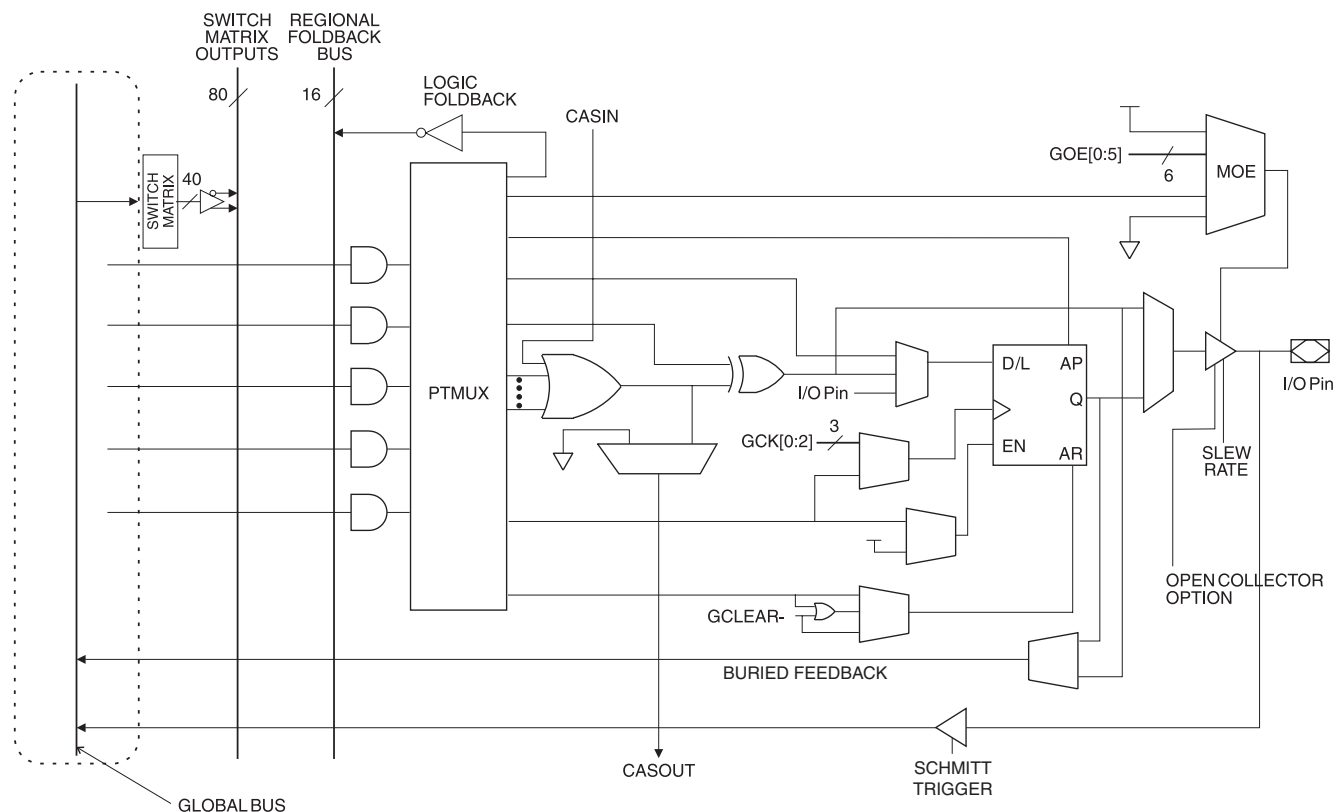 SWITCH
MATRIX
OUTPUTS
REGIONAL
FOLDBACK
BUS
80
16
LOGIC
FOLDBACK
CASIN
GOE[0:5]
6
MOE
SWITCH
MATRIX
40
PTMUX
I/O Pin
D/L
AP
Q
EN
AR
I/O Pin
GCK[0:2]
3
SLEW
RATE
OPEN COLLECTOR
OPTION
GCLEAR-
BURIED FEEDBACK
CASOUT
SCHMITT
TRIGGER
GLOBAL BUS